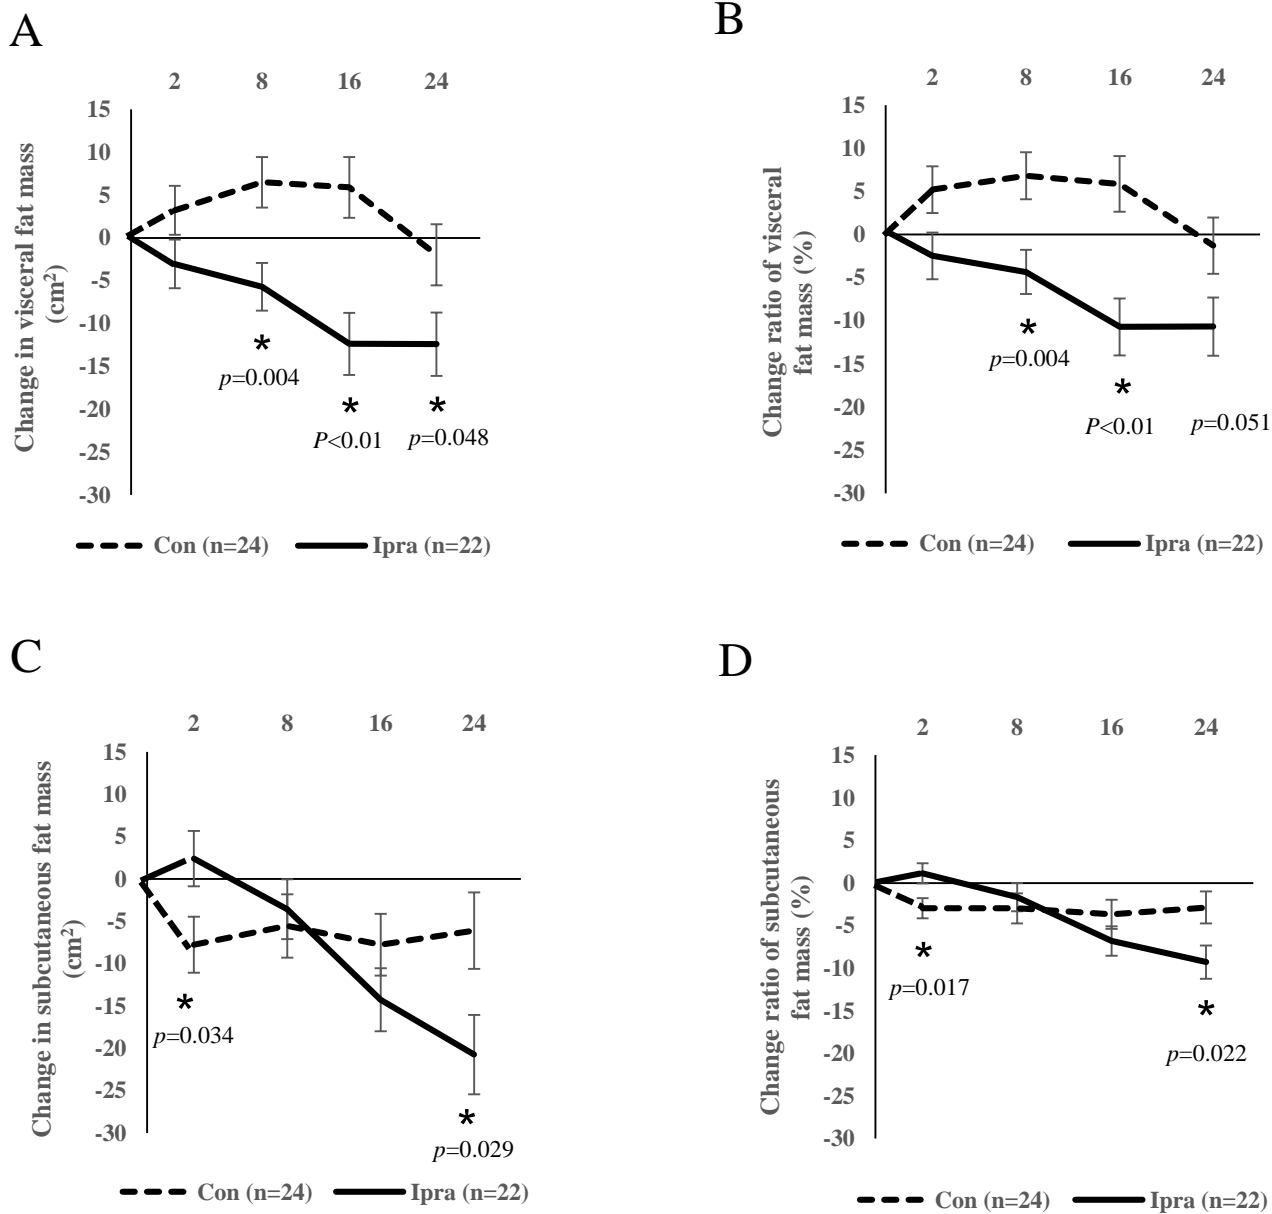 A
2 8 16 24
15
10
5
0
-5
-10
-15
-20
-25
-30
Change in visceral fat mass
(cm²)
*
p=0.004
*
P<0.01
*
p=0.048
Con (n=24) Ipra (n=22)
B
2 8 16 24
15
10
5
0
-5
-10
-15
-20
-25
-30
Change ratio of visceral
fat mass (%)
*
p=0.004
*
P<0.01
p=0.051
Con (n=24) Ipra (n=22)
C
2 8 16 24
15
10
5
0
-5
-10
-15
-20
-25
-30
Change in subcutaneous fat mass
(cm²)
*
p=0.034
*
p=0.029
Con (n=24) Ipra (n=22)
D
2 8 16 24
15
10
5
0
-5
-10
-15
-20
-25
-30
Change ratio of subcutaneous
fat mass (%)
*
p=0.017
*
p=0.022
Con (n=24) Ipra (n=22)